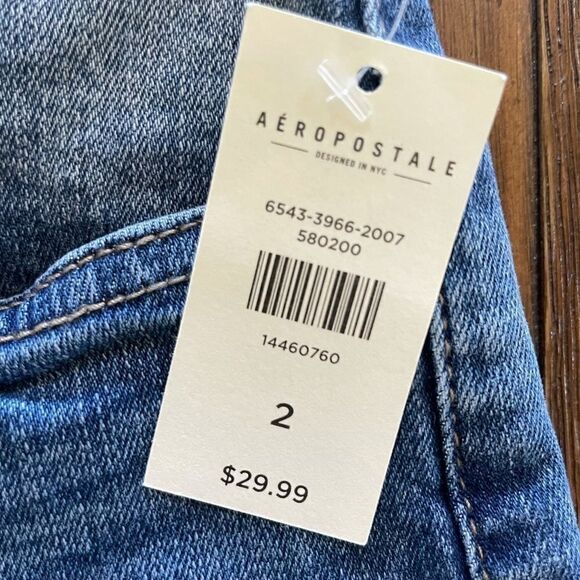 AÉROPOSTALE
DESIGNED IN NYC
6543-3966-2007
580200
14460760
2
$29.99